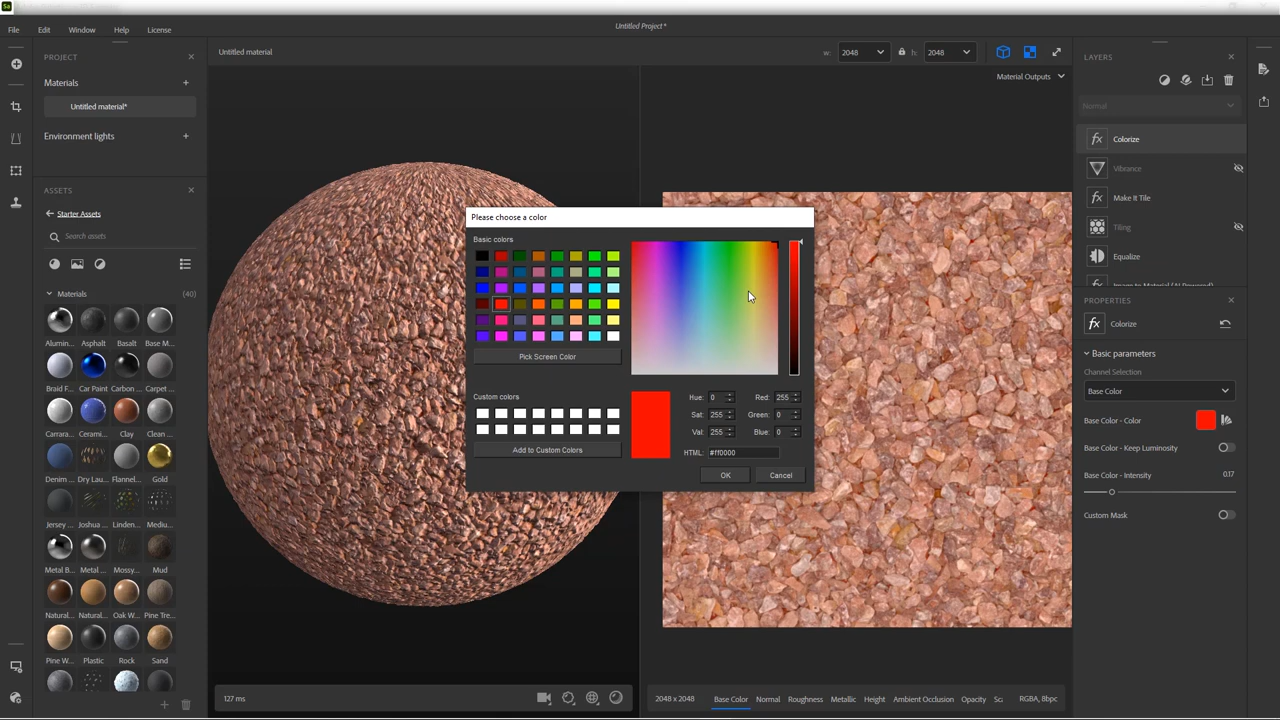 Sa
File Edit Window Help License
Untitled Project *
PROJECT
Materials
Untitled material*
Environment lights
ASSETS
Starter Assets
Search assets
Materials (40)
Alumin... Asphalt Basalt Base M...
Braid F... Car Paint Carbon ... Carpet ...
Carrara... Cerami... Clay Clean ...
Denim ... Dry Lau... Flannel... Gold
Jersey ... Joshua ... Linden... Mediu...
Metal B... Metal ... Mossy... Mud
Natural... Natural... Oak W... Pine Tre...
Pine W... Plastic Rock Sand
Untitled material
w: 2048 h: 2048
Material Outputs
Please choose a color
Basic colors
Pick Screen Color
Custom colors
Add to Custom Colors
Hue: 0 Red: 255
Sat: 255 Green: 0
Val: 255 Blue: 0
HTML: #ff0000
OK Cancel
127 ms
2048 x 2048 Base Color Normal Roughness Metallic Height Ambient Occlusion Opacity Sc RGBA, 8bpc
LAYERS
Normal
Colorize
Vibrance
Make It Tile
Tiling
Equalize
PROPERTIES
Colorize
Basic parameters
Channel Selection
Base Color
Base Color - Color
Base Color - Keep Luminosity
Base Color - Intensity 0.17
Custom Mask